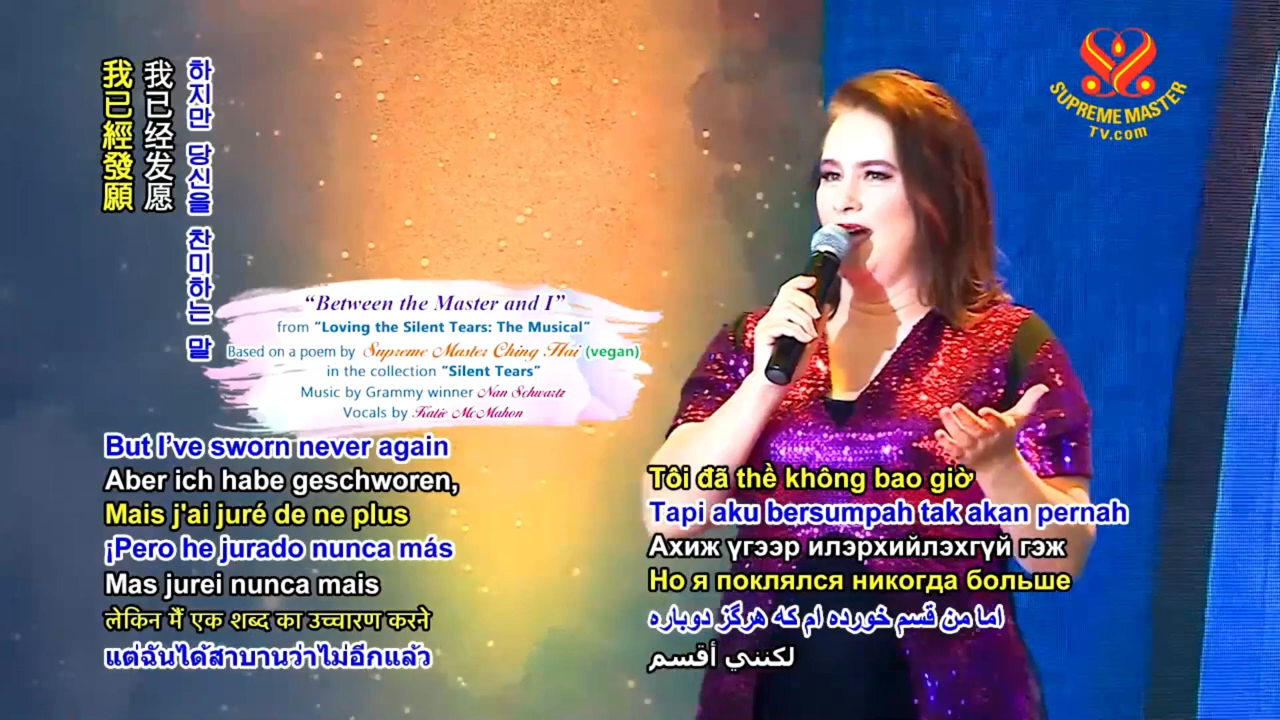 我已經發願
我已经发愿
하지만 당신을 찬미하는 말
SUPREME MASTER
TV.com
“Between the Master and I”
from “Loving the Silent Tears: The Musical”
Based on a poem by Supreme Master Ching Hai (vegan)
in the collection “Silent Tears”
Music by Grammy winner Nan Schwartz
Vocals by Katie McMahon
But I’ve sworn never again
Aber ich habe geschworen,
Mais j'ai juré de ne plus
¡Pero he jurado nunca más
Mas jurei nunca mais
लेकिन मैं एक शब्द का उच्चारण करने
แต่ฉันได้สาบานว่าไม่อีกแล้ว
Tôi đã thề không bao giờ
Tapi aku bersumpah tak akan pernah
Ахиж үгээр илэрхийлэхгүй гэж
Но я поклялся никогда больше
اما من قسم خورده ام که هرگز دوباره
لكنني أقسم